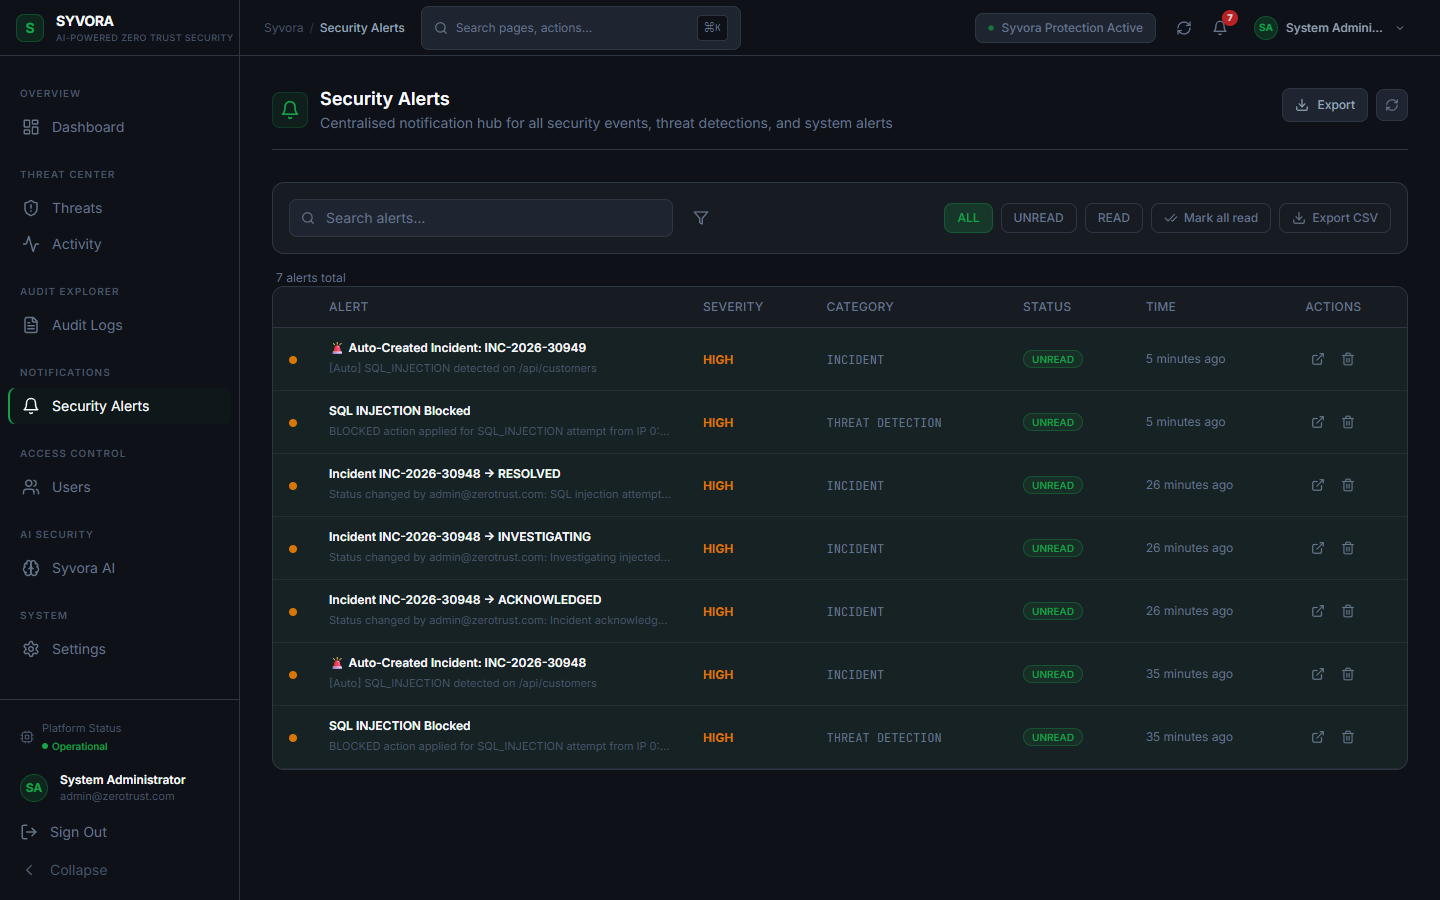 S
SYVORA
AI-POWERED ZERO TRUST SECURITY
Syvora / Security Alerts
Search pages, actions...
⌘K
Syvora Protection Active
7
SA
System Admini...
OVERVIEW
Dashboard
THREAT CENTER
Threats
Activity
AUDIT EXPLORER
Audit Logs
NOTIFICATIONS
Security Alerts
ACCESS CONTROL
Users
AI SECURITY
Syvora AI
SYSTEM
Settings
Platform Status
Operational
SA
System Administrator
admin@zerotrust.com
Sign Out
Collapse
Security Alerts
Centralised notification hub for all security events, threat detections, and system alerts
Export
Search alerts...
ALL UNREAD READ Mark all read Export CSV
7 alerts total
ALERT SEVERITY CATEGORY STATUS TIME ACTIONS
🚨 Auto-Created Incident: INC-2026-30949
[Auto] SQL_INJECTION detected on /api/customers
HIGH INCIDENT UNREAD 5 minutes ago
SQL INJECTION Blocked
BLOCKED action applied for SQL_INJECTION attempt from IP 0:...
HIGH THREAT DETECTION UNREAD 5 minutes ago
Incident INC-2026-30948 → RESOLVED
Status changed by admin@zerotrust.com: SQL injection attempt...
HIGH INCIDENT UNREAD 26 minutes ago
Incident INC-2026-30948 → INVESTIGATING
Status changed by admin@zerotrust.com: Investigating injected...
HIGH INCIDENT UNREAD 26 minutes ago
Incident INC-2026-30948 → ACKNOWLEDGED
Status changed by admin@zerotrust.com: Incident acknowledg...
HIGH INCIDENT UNREAD 26 minutes ago
🚨 Auto-Created Incident: INC-2026-30948
[Auto] SQL_INJECTION detected on /api/customers
HIGH INCIDENT UNREAD 35 minutes ago
SQL INJECTION Blocked
BLOCKED action applied for SQL_INJECTION attempt from IP 0:...
HIGH THREAT DETECTION UNREAD 35 minutes ago